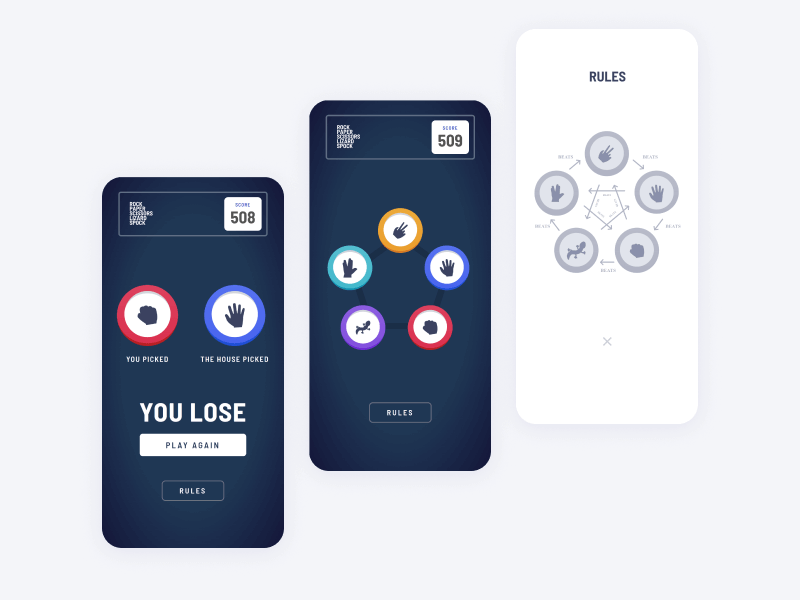 ROCK
PAPER
SCISSORS
LIZARD
SPOCK
SCORE
508
YOU PICKED
THE HOUSE PICKED
YOU LOSE
PLAY AGAIN
RULES
ROCK
PAPER
SCISSORS
LIZARD
SPOCK
SCORE
509
RULES
RULES
BEATS
BEATS
BEATS
BEATS
BEATS